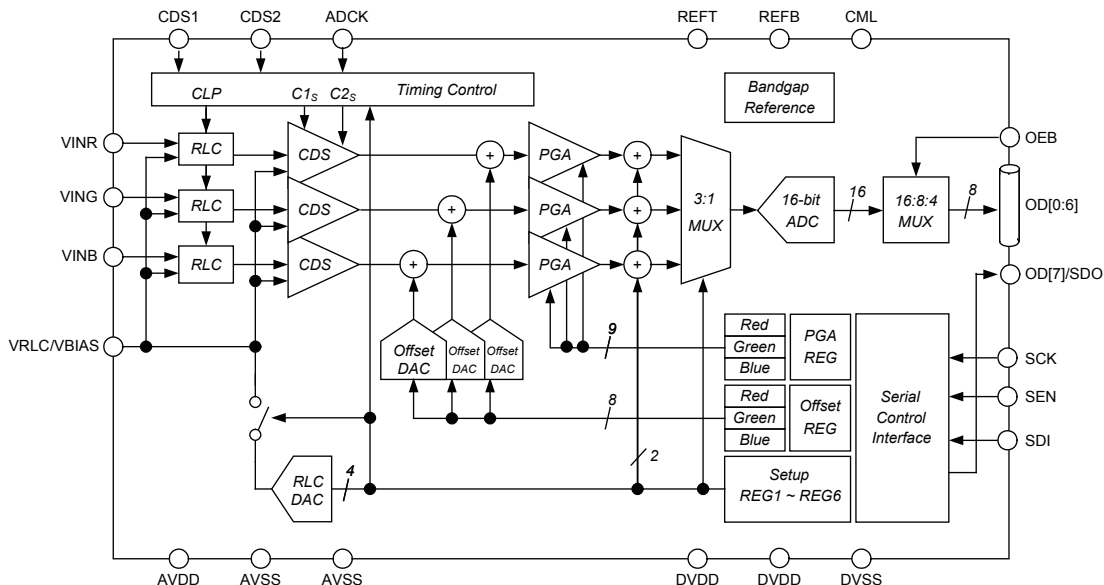 CDS1 CDS2 ADCK REFT REFB CML
Timing Control
CLP C1S C2S
Bandgap
Reference
VINR
RLC
CDS
+
PGA
+
OEB
VING
RLC
CDS
+
PGA
+
3:1
MUX
16-bit
ADC
16
16:8:4
MUX
8
OD[0:6]
VINB
RLC
CDS
+
PGA
+
OD[7]/SDO
VRLC/VBIAS
Offset
DAC
Offset
DAC
Offset
DAC
9
Red
Green
Blue
PGA
REG
SCK
8
Red
Green
Blue
Offset
REG
Serial
Control
Interface
SEN
SDI
2
RLC
DAC
4
Setup
REG1 ~ REG6
AVDD AVSS AVSS DVDD DVDD DVSS